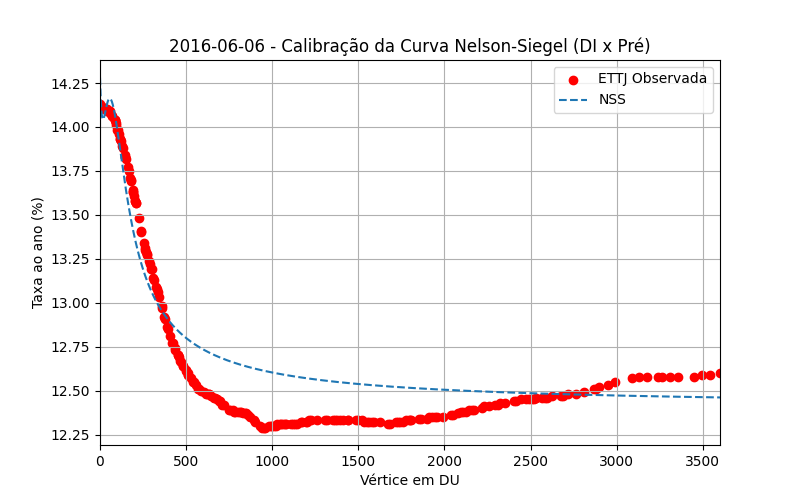 2016-06-06 - Calibração da Curva Nelson-Siegel (DI x Pré)
ETTJ Observada
NSS
Taxa ao ano (%)
14.25
14.00
13.75
13.50
13.25
13.00
12.75
12.50
12.25
0 500 1000 1500 2000 2500 3000 3500
Vértice em DU